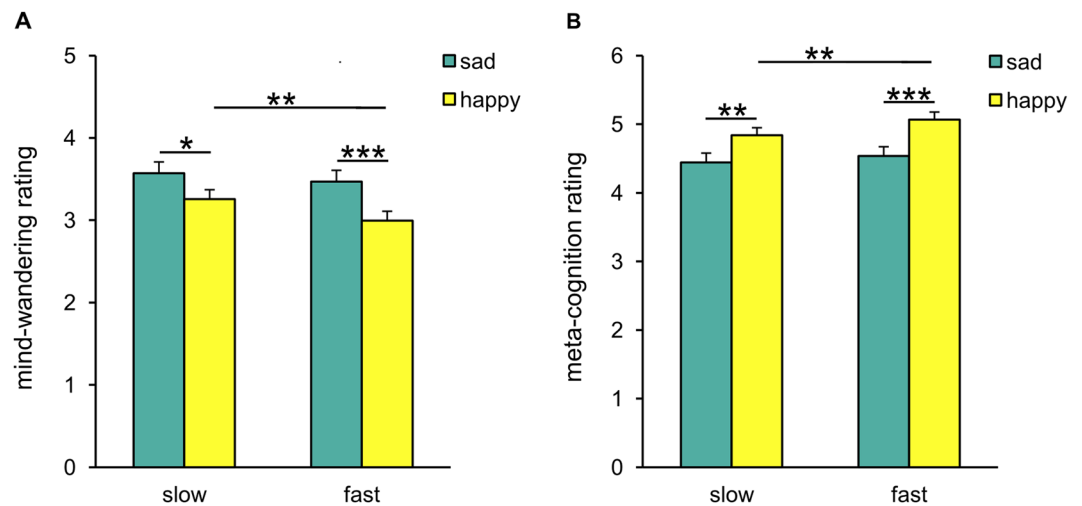 A
mind-wandering rating
5
4
3
2
1
0
*
***
**
sad
happy
slow
fast
B
meta-cognition rating
6
5
4
3
2
1
0
**
***
**
sad
happy
slow
fast